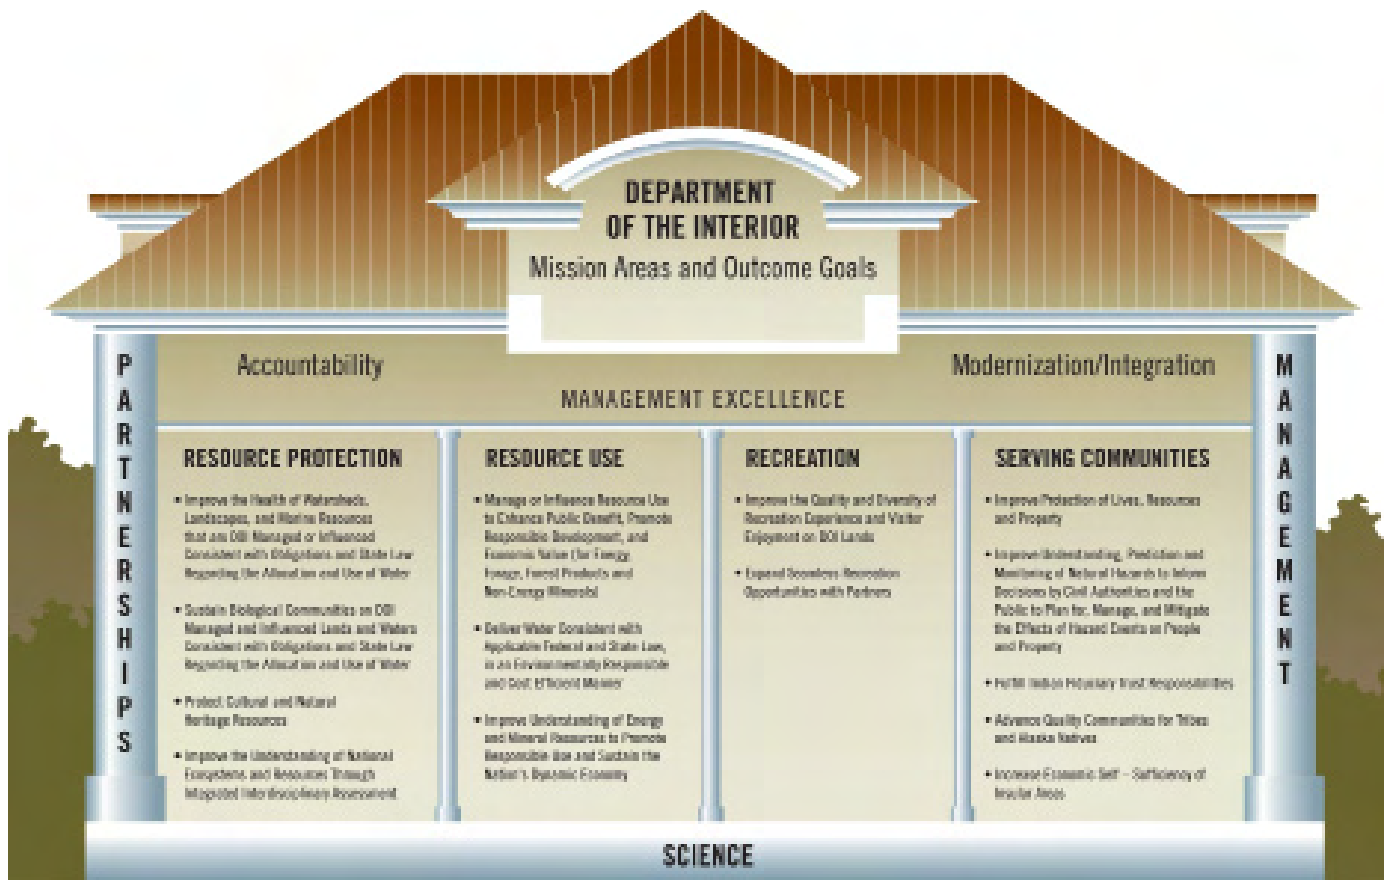 DEPARTMENT
OF THE INTERIOR
Mission Areas and Outcome Goals
Accountability
Modernization/Integration
MANAGEMENT EXCELLENCE
PARTNERSHIPS
RESOURCE PROTECTION
• Improve the Health of Watersheds,
Landscapes, and Marine Resources
that are DOI Managed or Influenced
Consistent with Obligations and State Law
Regarding the Allocation and Use of Water
• Sustain Biological Communities on DOI
Managed and Influenced Lands and Waters
Consistent with Obligations and State Law
Regarding the Allocation and Use of Water
• Protect Cultural and Natural
Heritage Resources
• Improve the Understanding of National
Ecosystems and Resources Through
Integrated Interdisciplinary Assessment
RESOURCE USE
• Manage or Influence Resource Use
to Enhance Public Benefit, Promote
Responsible Development, and
Economic Value (for Energy,
Forage, Forest Products and
Non-Energy Minerals)
• Deliver Water Consistent with
Applicable Federal and State Law,
in an Environmentally Responsible
and Cost Efficient Manner
• Improve Understanding of Energy
and Mineral Resources to Promote
Responsible Use and Sustain the
Nation's Dynamic Economy
RECREATION
• Improve the Quality and Diversity of
Recreation Experience and Visitor
Enjoyment on DOI Lands
• Expand Seamless Recreation
Opportunities with Partners
SERVING COMMUNITIES
• Improve Protection of Lives, Resources
and Property
• Improve Understanding, Prediction and
Monitoring of Natural Hazards to Inform
Decisions by Civil Authorities and the
Public to Plan for, Manage, and Mitigate
the Effects of Hazard Events on People
and Property
• Fulfill Indian Fiduciary Trust Responsibilities
• Advance Quality Communities for Tribes
and Alaska Natives
• Increase Economic Self – Sufficiency of
Insular Areas
MANAGEMENT
SCIENCE